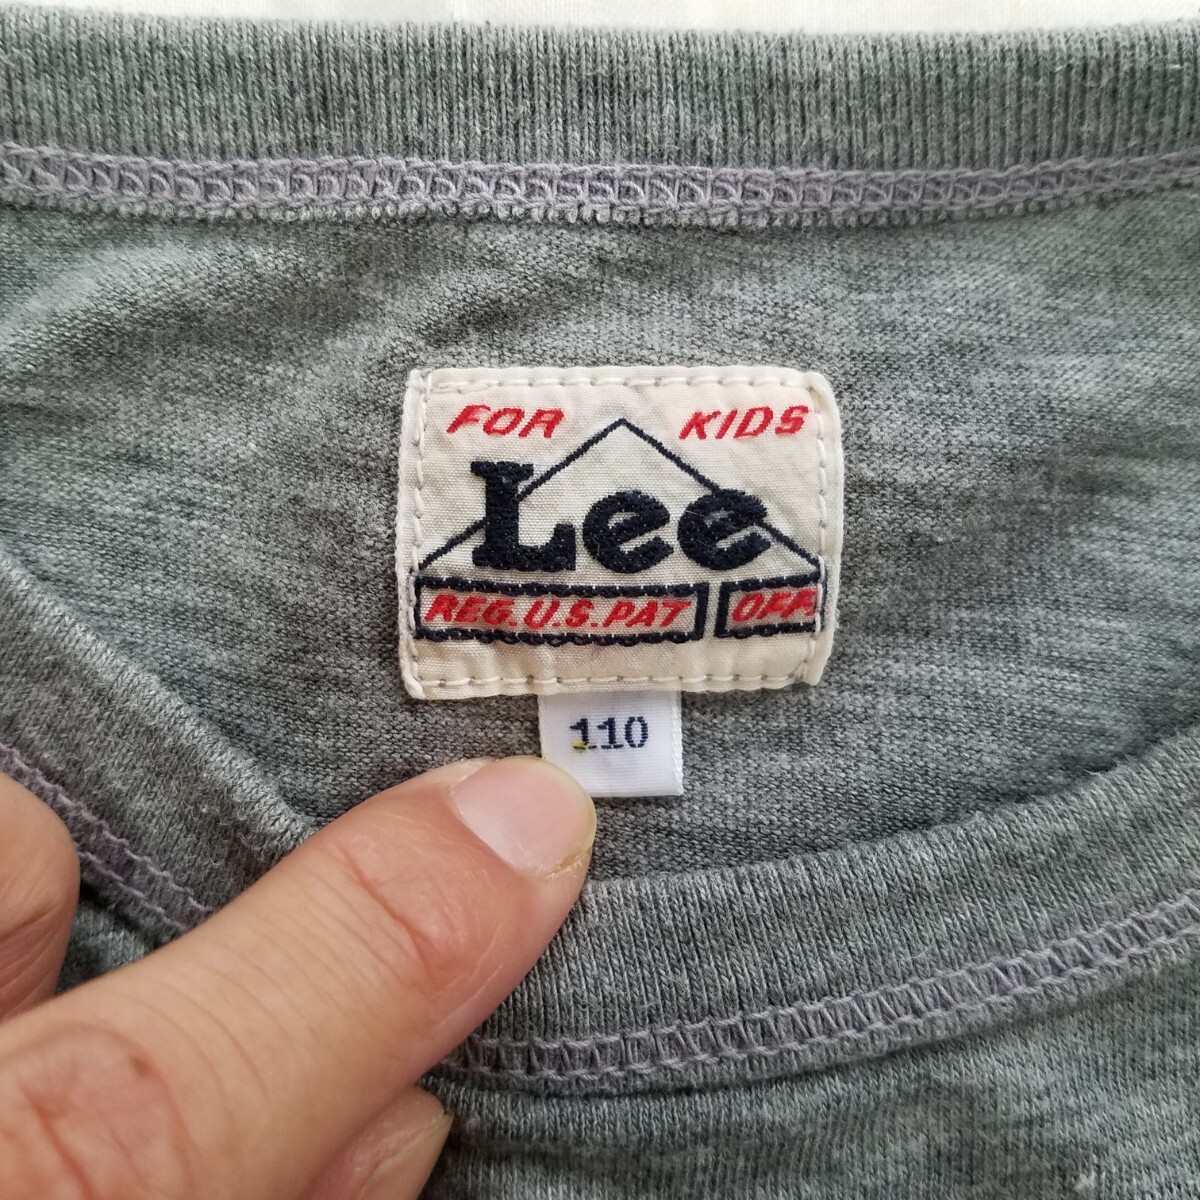 FOR KIDS
Lee
REG.U.S.PAT OFF.
110